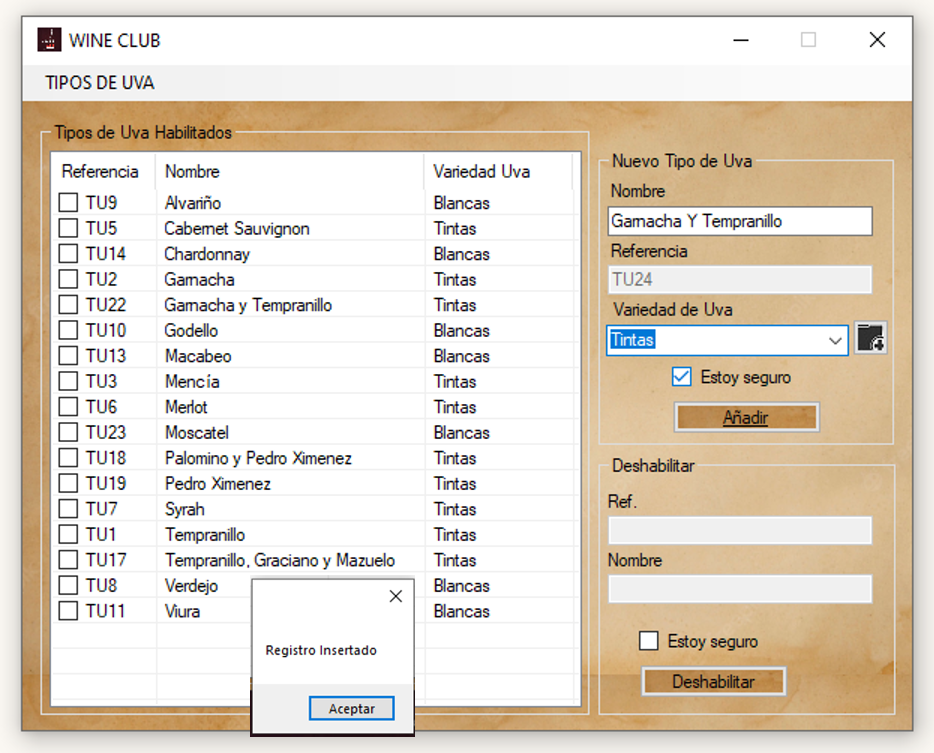 WINE CLUB
TIPOS DE UVA
Tipos de Uva Habilitados
Referencia Nombre Variedad Uva
TU9 Alvariño Blancas
TU5 Cabernet Sauvignon Tintas
TU14 Chardonnay Blancas
TU2 Garnacha Tintas
TU22 Garnacha y Tempranillo Tintas
TU10 Godello Blancas
TU13 Macabeo Blancas
TU3 Mencía Tintas
TU6 Merlot Tintas
TU23 Moscatel Blancas
TU18 Palomino y Pedro Ximenez Tintas
TU19 Pedro Ximenez Tintas
TU7 Syrah Tintas
TU1 Tempranillo Tintas
TU17 Tempranillo, Graciano y Mazuelo Tintas
TU8 Verdejo Blancas
TU11 Viura Blancas
Registro Insertado
Aceptar
Nuevo Tipo de Uva
Nombre
Garnacha Y Tempranillo
Referencia
TU24
Variedad de Uva
Tintas
Estoy seguro
Añadir
Deshabilitar
Ref.
Nombre
Estoy seguro
Deshabilitar